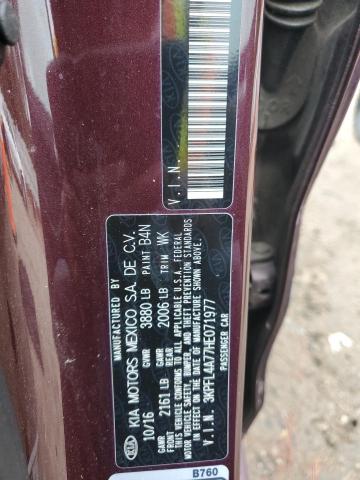 V.I.N.
MANUFACTURED BY
KIA MOTORS MEXICO S.A. DE C.V.
10/16 GVWR 3880 LB PAINT B4N
GAWR FRONT 2161 LB GAWR REAR 2006 LB TRIM WK
THIS VEHICLE CONFORMS TO ALL APPLICABLE U.S.A. FEDERAL
MOTOR VEHICLE SAFETY, BUMPER, AND THEFT PREVENTION STANDARDS
IN EFFECT ON THE DATE OF MANUFACTURE SHOWN ABOVE.
V.I.N. 3KPFL4A77HE071977
PASSENGER CAR
KIA
B760